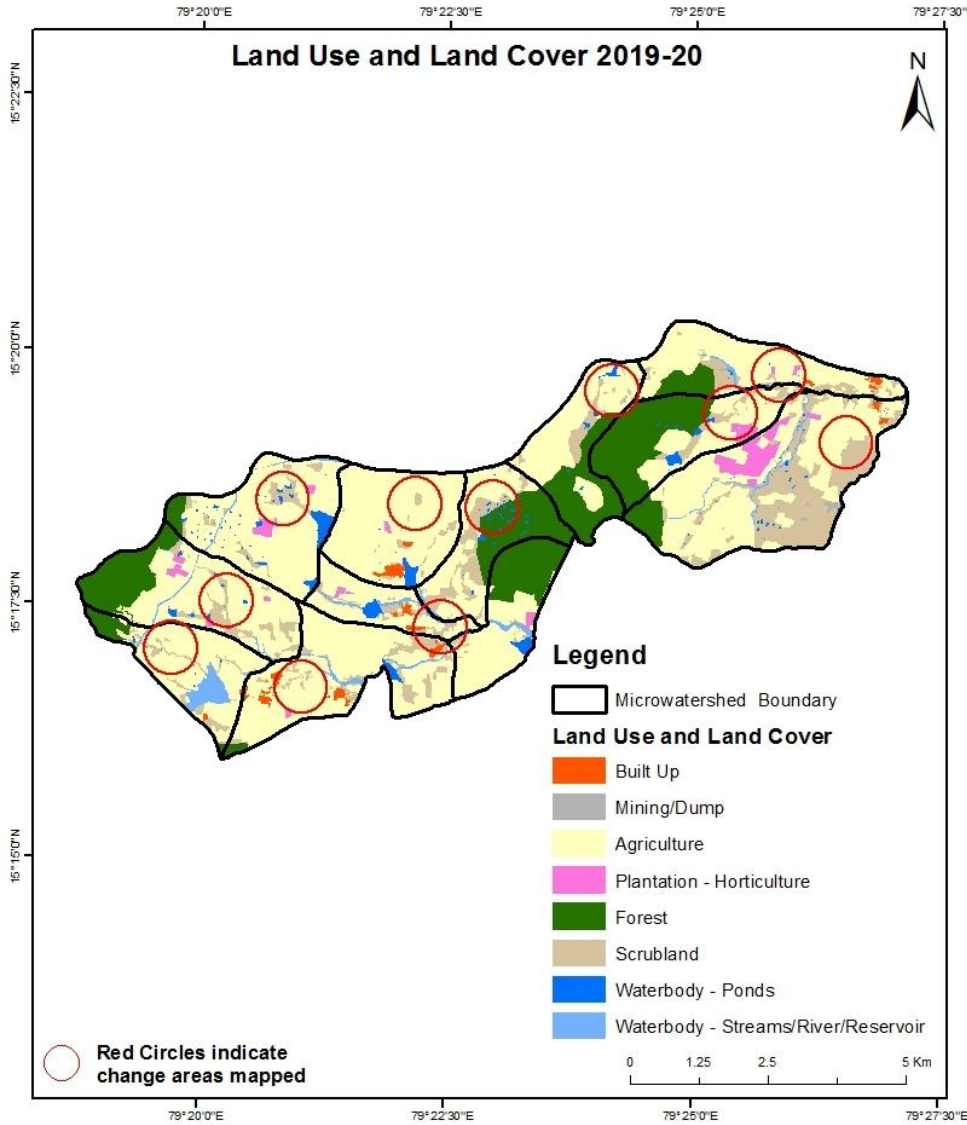 79°20'0"E
79°22'30"E
79°25'0"E
79°27'30"E
Land Use and Land Cover 2019-20
N
15°22'30"N
15°20'0"N
15°17'30"N
15°15'0"N
Legend
Microwatershed Boundary
Land Use and Land Cover
Built Up
Mining/Dump
Agriculture
Plantation - Horticulture
Forest
Scrubland
Waterbody - Ponds
Waterbody - Streams/River/Reservoir
Red Circles indicate
change areas mapped
0 1.25 2.5 5 Km
79°20'0"E
79°22'30"E
79°25'0"E
79°27'30"E